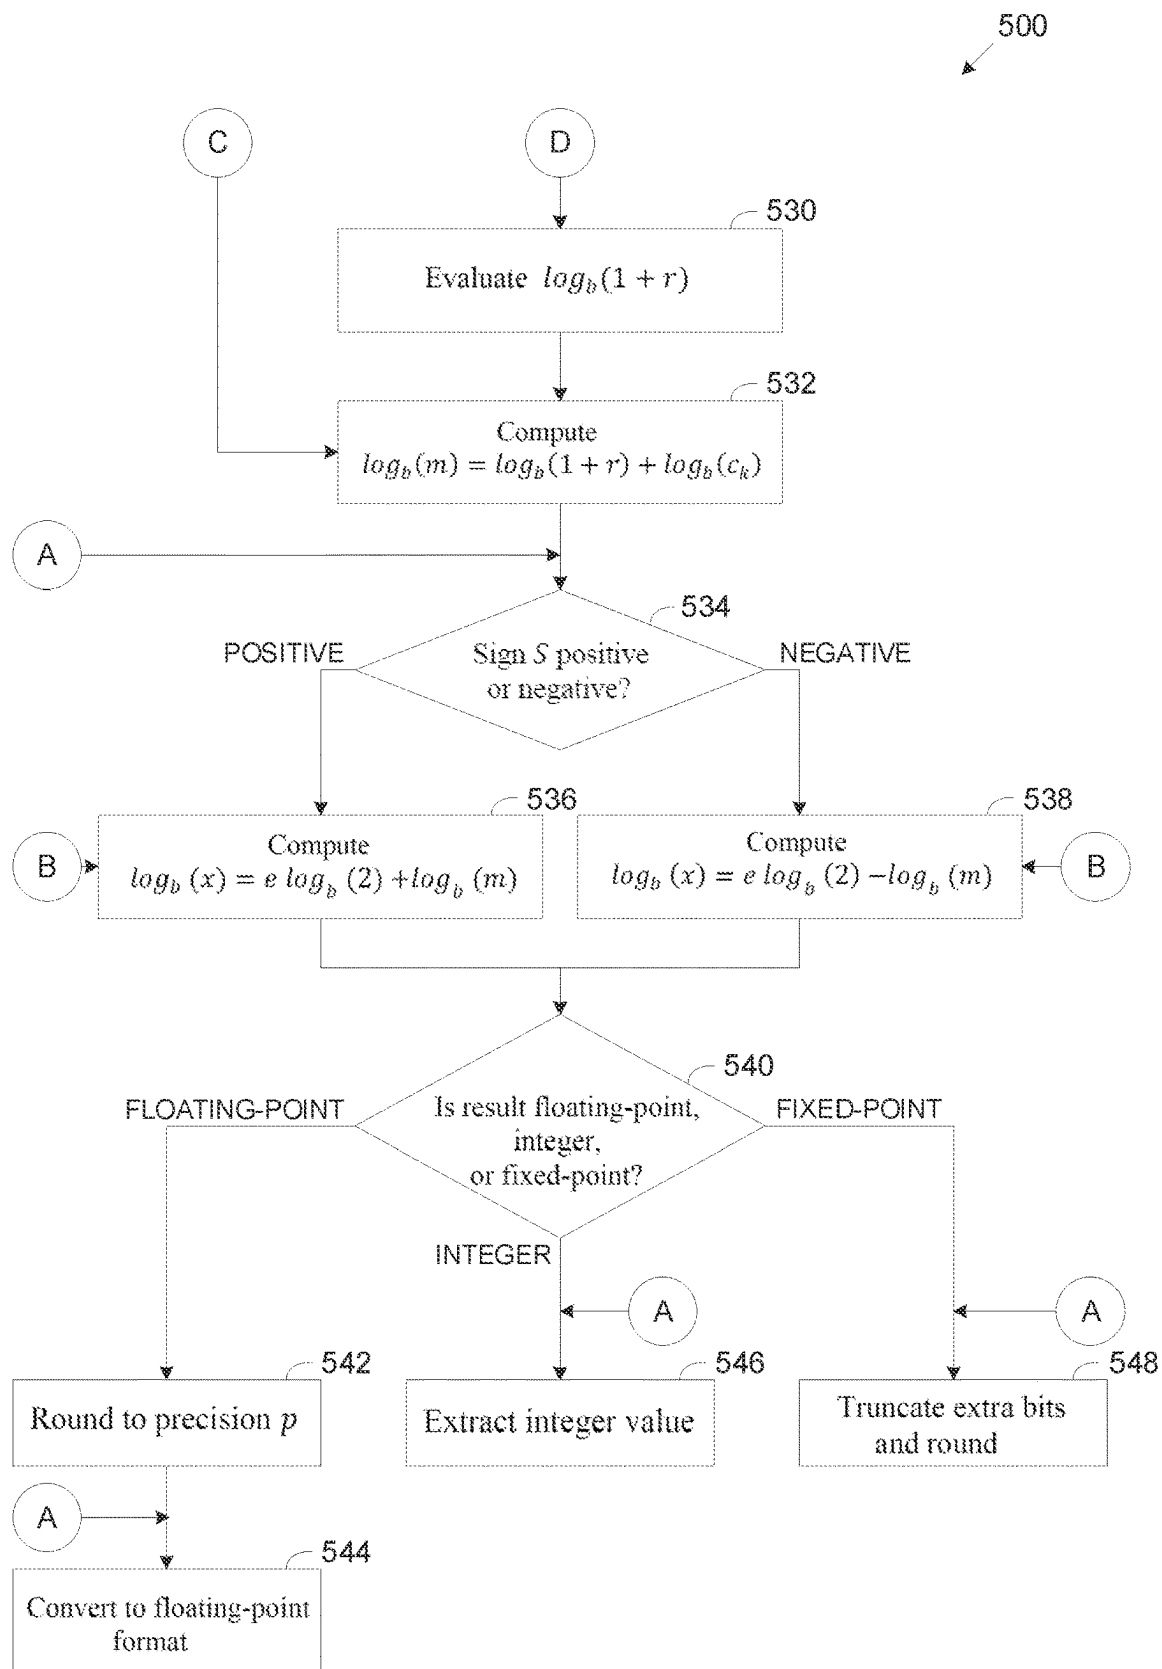 500
C
D
530
Evaluate log_b(1 + r)
532
Compute
log_b(m) = log_b(1 + r) + log_b(c_k)
A
534
POSITIVE
NEGATIVE
Sign S positive
or negative?
536
538
B
Compute
log_b (x) = e log_b (2) +log_b (m)
Compute
log_b (x) = e log_b (2) −log_b (m)
B
540
FLOATING-POINT
FIXED-POINT
Is result floating-point,
integer,
or fixed-point?
INTEGER
A
A
542
546
548
Round to precision p
Extract integer value
Truncate extra bits
and round
A
544
Convert to floating-point
format